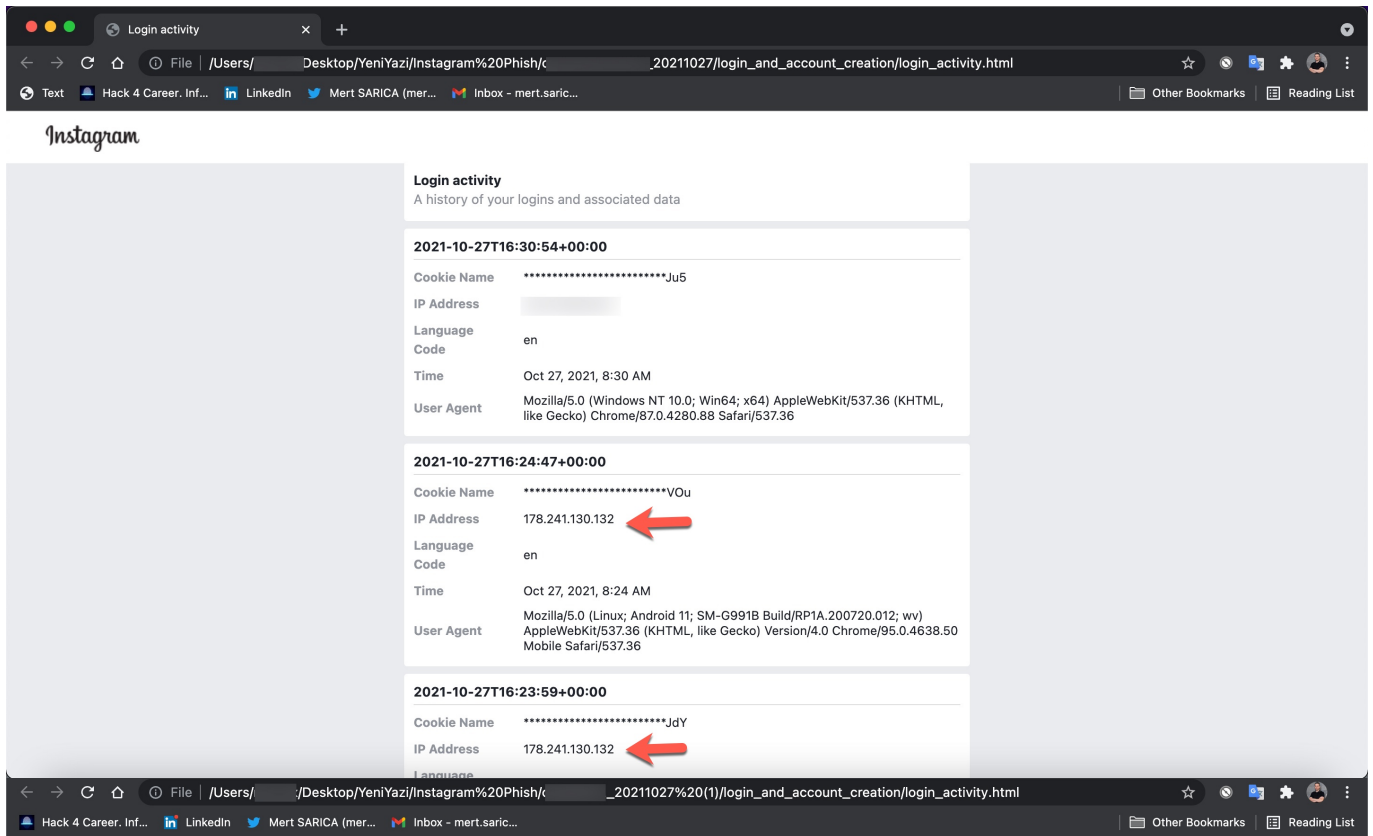 Login activity
File
/Users/
Desktop/YeniYazi/Instagram%20Phish/
_20211027/login_and_account_creation/login_activity.html
Text
Hack 4 Career. Inf...
LinkedIn
Mert SARICA (mer...
Inbox - mert.saric...
Other Bookmarks
Reading List
Instagram
Login activity
A history of your logins and associated data
2021-10-27T16:30:54+00:00
Cookie Name *************************Ju5
IP Address
Language
Code
en
Time Oct 27, 2021, 8:30 AM
User Agent
Mozilla/5.0 (Windows NT 10.0; Win64; x64) AppleWebKit/537.36 (KHTML,
like Gecko) Chrome/87.0.4280.88 Safari/537.36
2021-10-27T16:24:47+00:00
Cookie Name *************************VOu
IP Address 178.241.130.132
Language
Code
en
Time Oct 27, 2021, 8:24 AM
User Agent
Mozilla/5.0 (Linux; Android 11; SM-G991B Build/RP1A.200720.012; wv)
AppleWebKit/537.36 (KHTML, like Gecko) Version/4.0 Chrome/95.0.4638.50
Mobile Safari/537.36
2021-10-27T16:23:59+00:00
Cookie Name *************************JdY
IP Address 178.241.130.132
Language
File
/Users/
/Desktop/YeniYazi/Instagram%20Phish/
_20211027%20(1)/login_and_account_creation/login_activity.html
Hack 4 Career. Inf...
LinkedIn
Mert SARICA (mer...
Inbox - mert.saric...
Other Bookmarks
Reading List